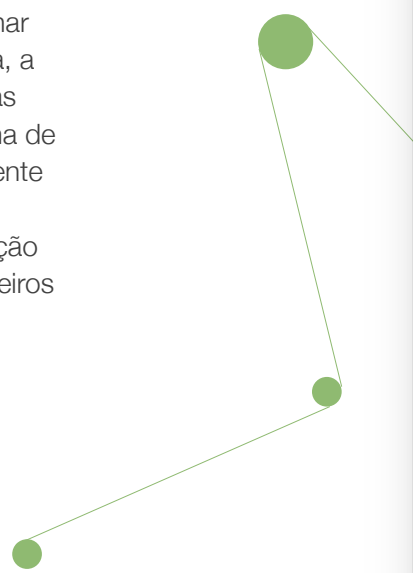 nar
a, a
as
na de
ente
ção
eiros